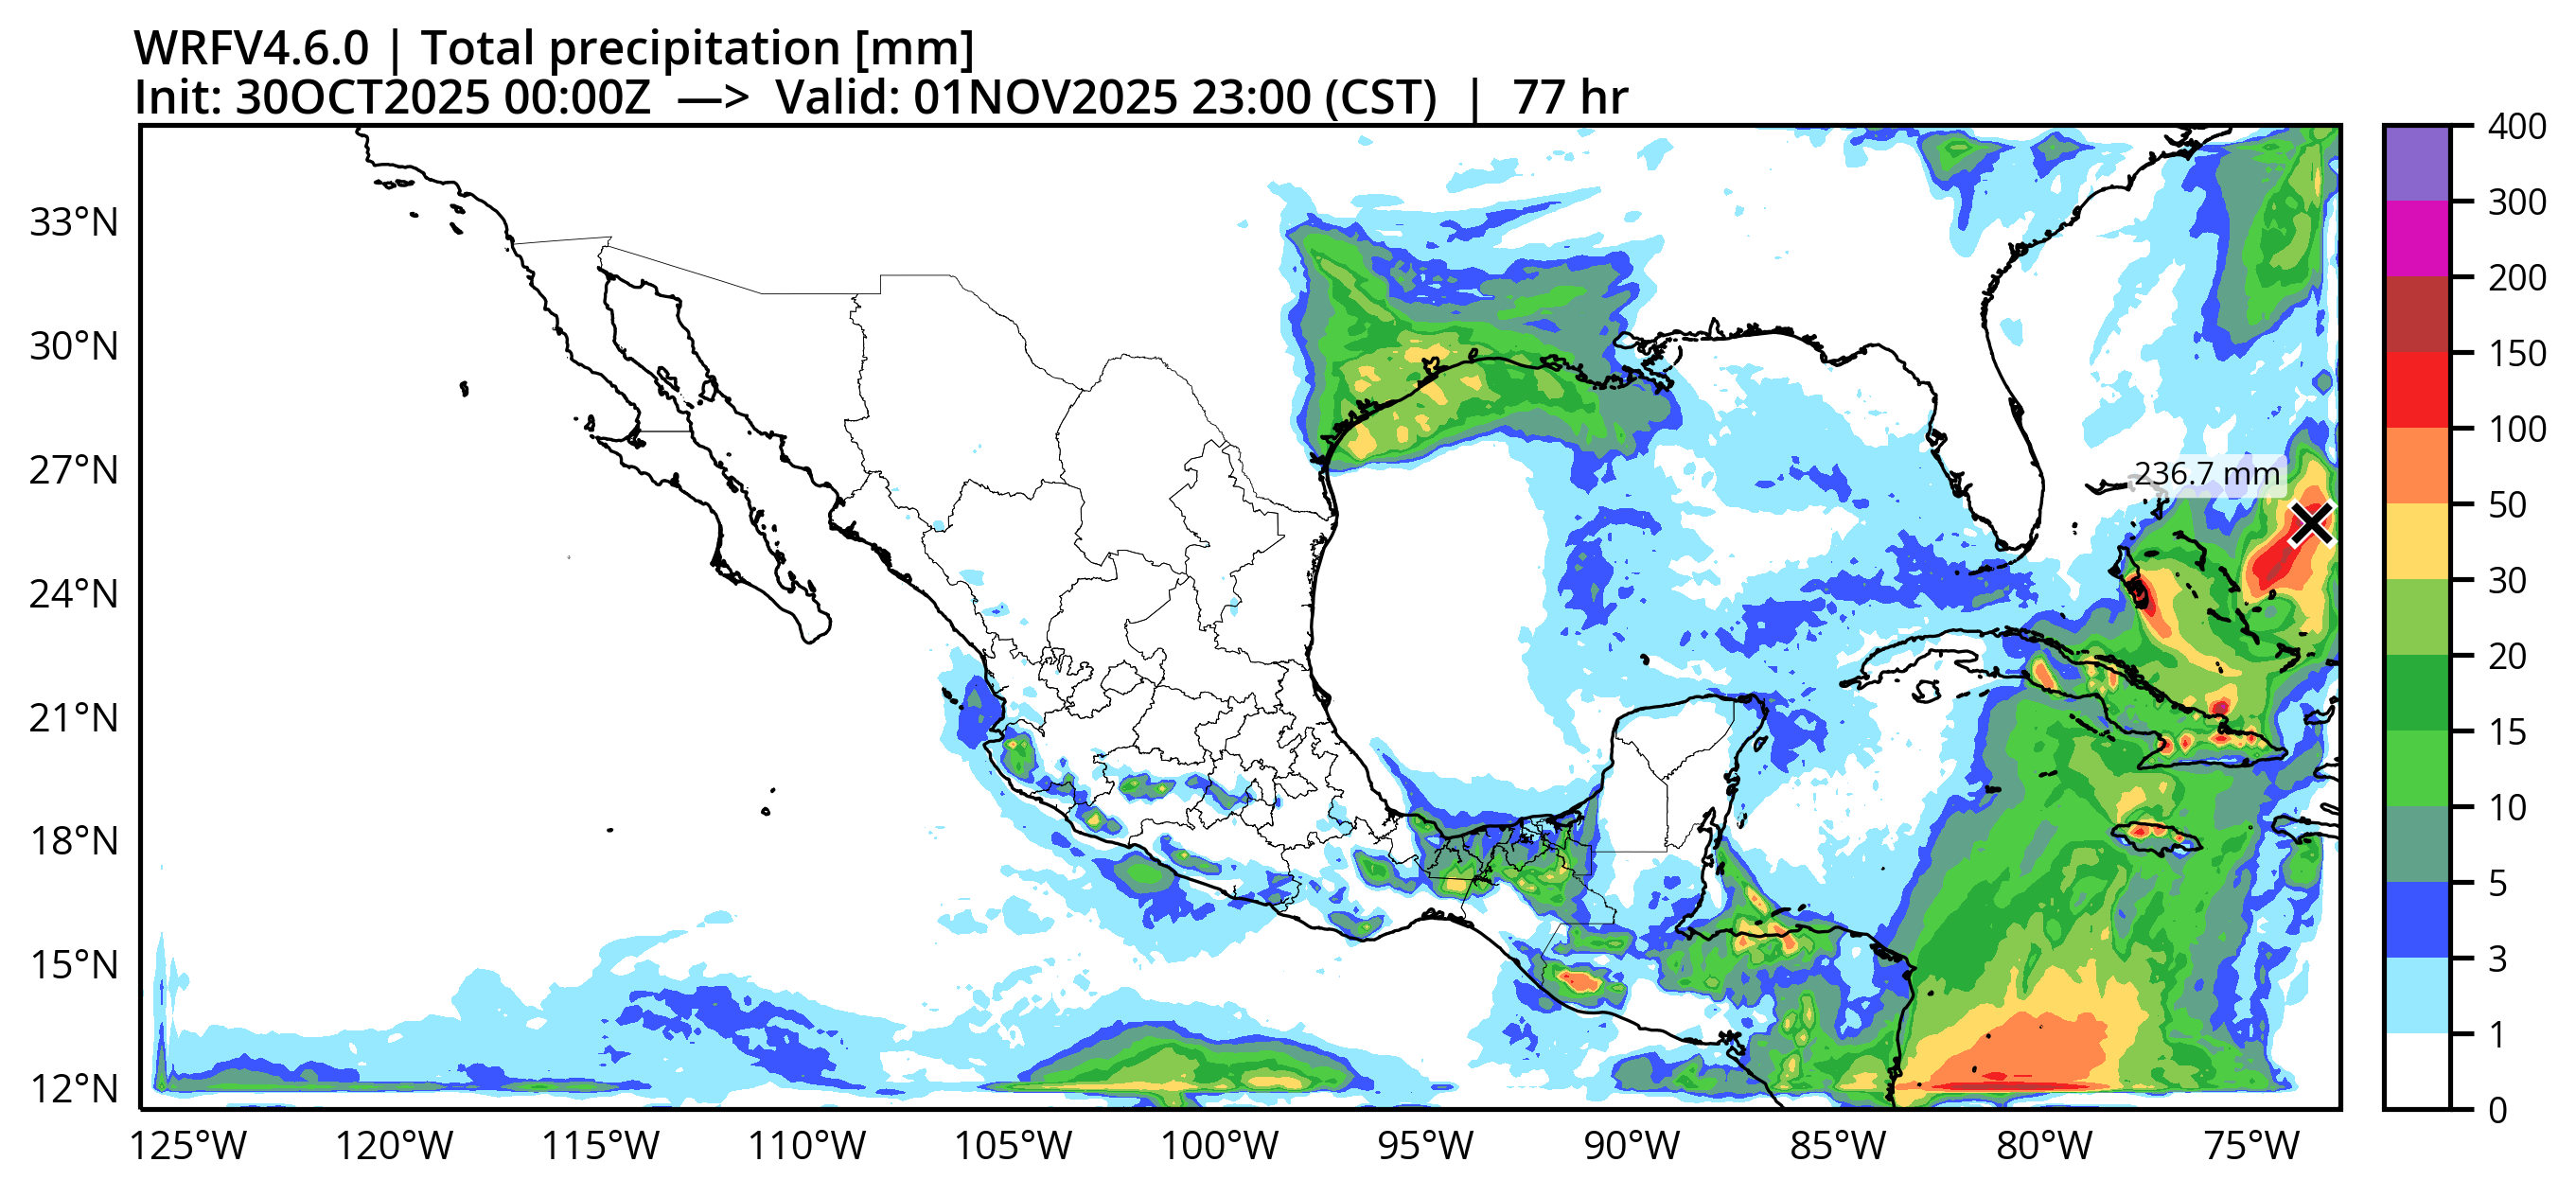 WRFV4.6.0 | Total precipitation [mm]
Init: 30OCT2025 00:00Z —> Valid: 01NOV2025 23:00 (CST) | 77 hr
33°N
30°N
27°N
24°N
21°N
18°N
15°N
12°N
236.7 mm
125°W 120°W 115°W 110°W 105°W 100°W 95°W 90°W 85°W 80°W 75°W
400
300
200
150
100
50
30
20
15
10
5
3
1
0